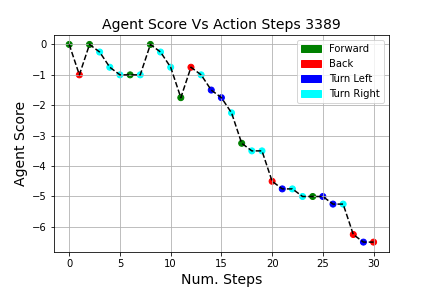 Agent Score Vs Action Steps 3389
Forward
Back
Turn Left
Turn Right
Agent Score
0
−1
−2
−3
−4
−5
−6
0 5 10 15 20 25 30
Num. Steps